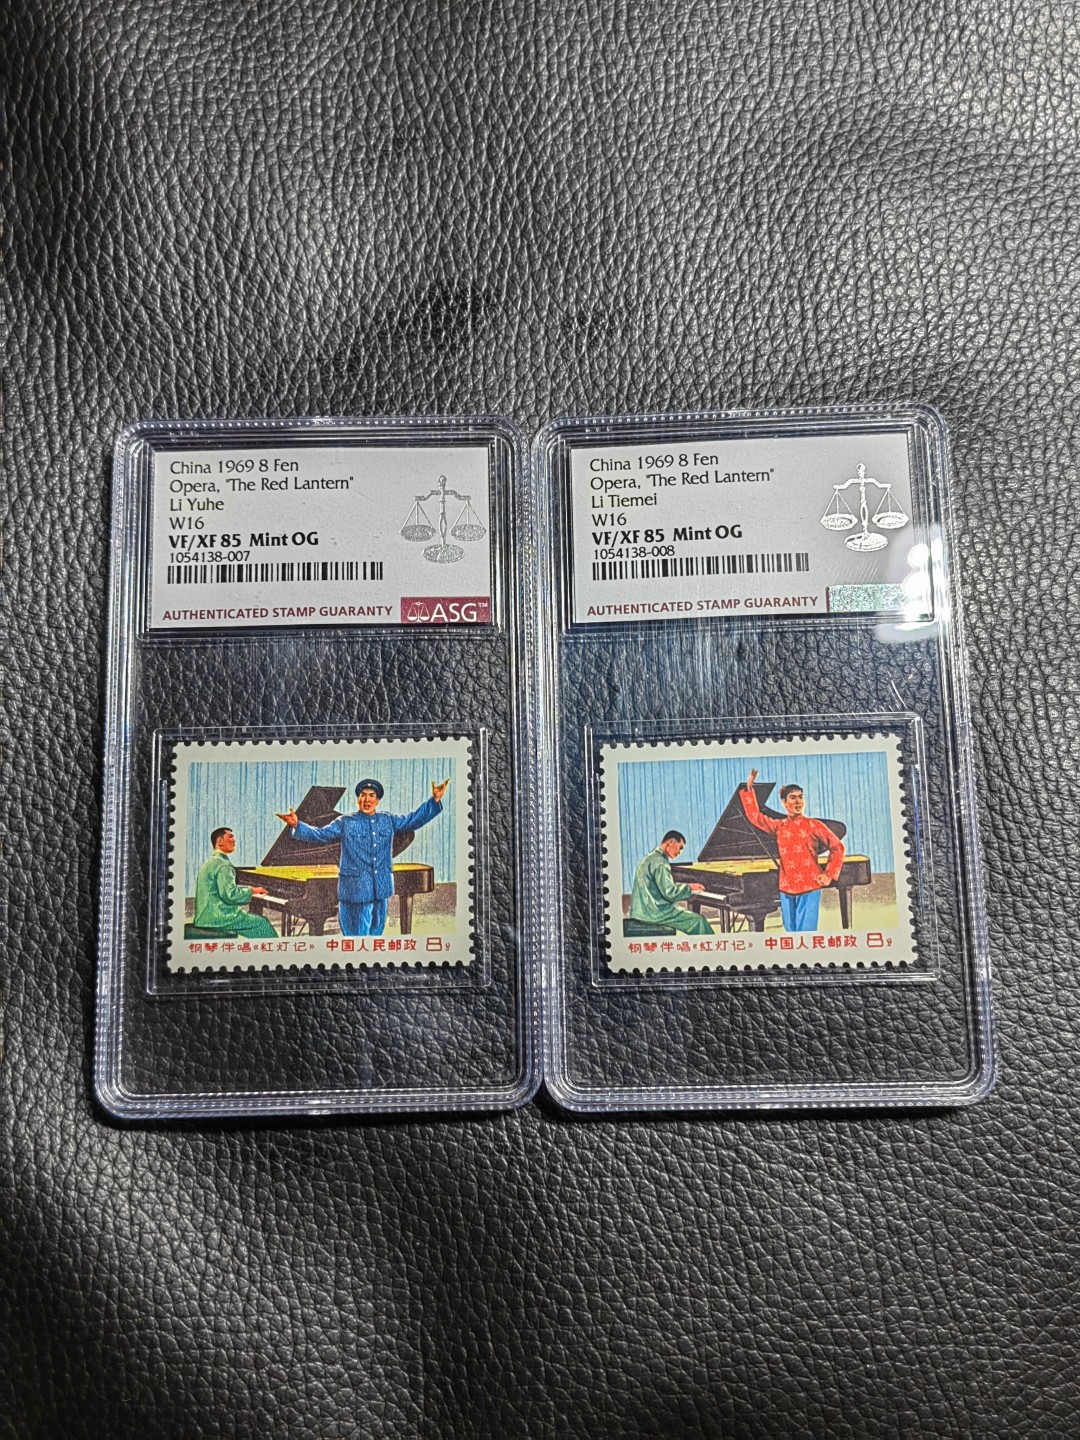 China 1969 8 Fen
Opera, "The Red Lantern"
Li Yuhe
W16
VF/XF 85 Mint OG
1054138-007
AUTHENTICATED STAMP GUARANTY ASG™
钢琴伴唱《红灯记》 中国人民邮政 8分
China 1969 8 Fen
Opera, "The Red Lantern"
Li Tiemei
W16
VF/XF 85 Mint OG
1054138-008
AUTHENTICATED STAMP GUARANTY
钢琴伴唱《红灯记》 中国人民邮政 8分